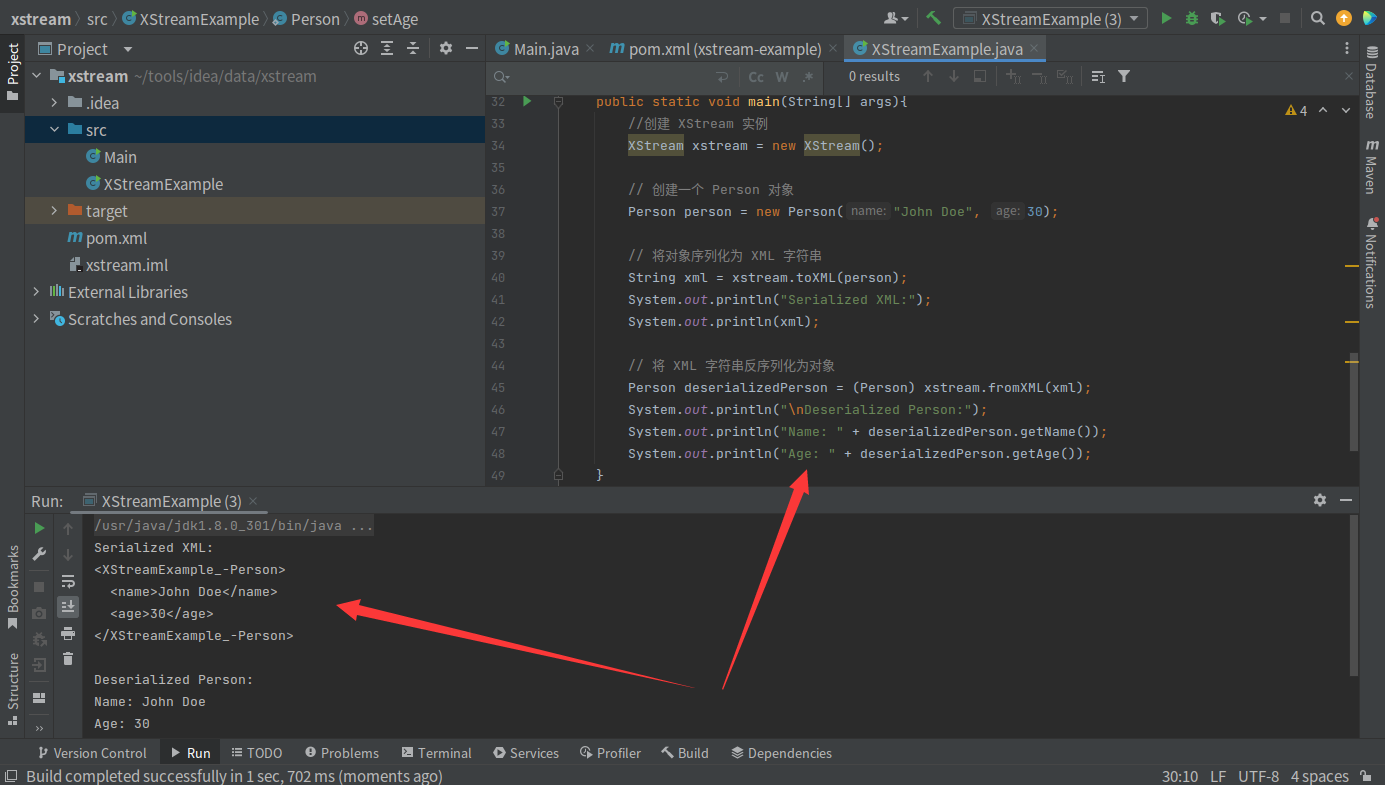 xstream src XStreamExample Person setAge XStreamExample (3)
Project
Main.java pom.xml (xstream-example) XStreamExample.java
Cc W .* 0 results
xstream ~/tools/idea/data/xstream
.idea
src
Main
XStreamExample
target
pom.xml
xstream.iml
External Libraries
Scratches and Consoles
4
32 public static void main(String[] args){
33 //创建 XStream 实例
34 XStream xstream = new XStream();
35
36 // 创建一个 Person 对象
37 Person person = new Person( name: "John Doe", age: 30);
38
39 // 将对象序列化为 XML 字符串
40 String xml = xstream.toXML(person);
41 System.out.println("Serialized XML:");
42 System.out.println(xml);
43
44 // 将 XML 字符串反序列化为对象
45 Person deserializedPerson = (Person) xstream.fromXML(xml);
46 System.out.println("\nDeserialized Person:");
47 System.out.println("Name: " + deserializedPerson.getName());
48 System.out.println("Age: " + deserializedPerson.getAge());
49 }
Project
Bookmarks
Structure
Database
m Maven
Notifications
Run: XStreamExample (3)
/usr/java/jdk1.8.0_301/bin/java ...
Serialized XML:
<XStreamExample_-Person>
<name>John Doe</name>
<age>30</age>
</XStreamExample_-Person>
Deserialized Person:
Name: John Doe
Age: 30
Version Control Run TODO Problems Terminal Services Profiler Build Dependencies
Build completed successfully in 1 sec, 702 ms (moments ago) 30:10 LF UTF-8 4 spaces